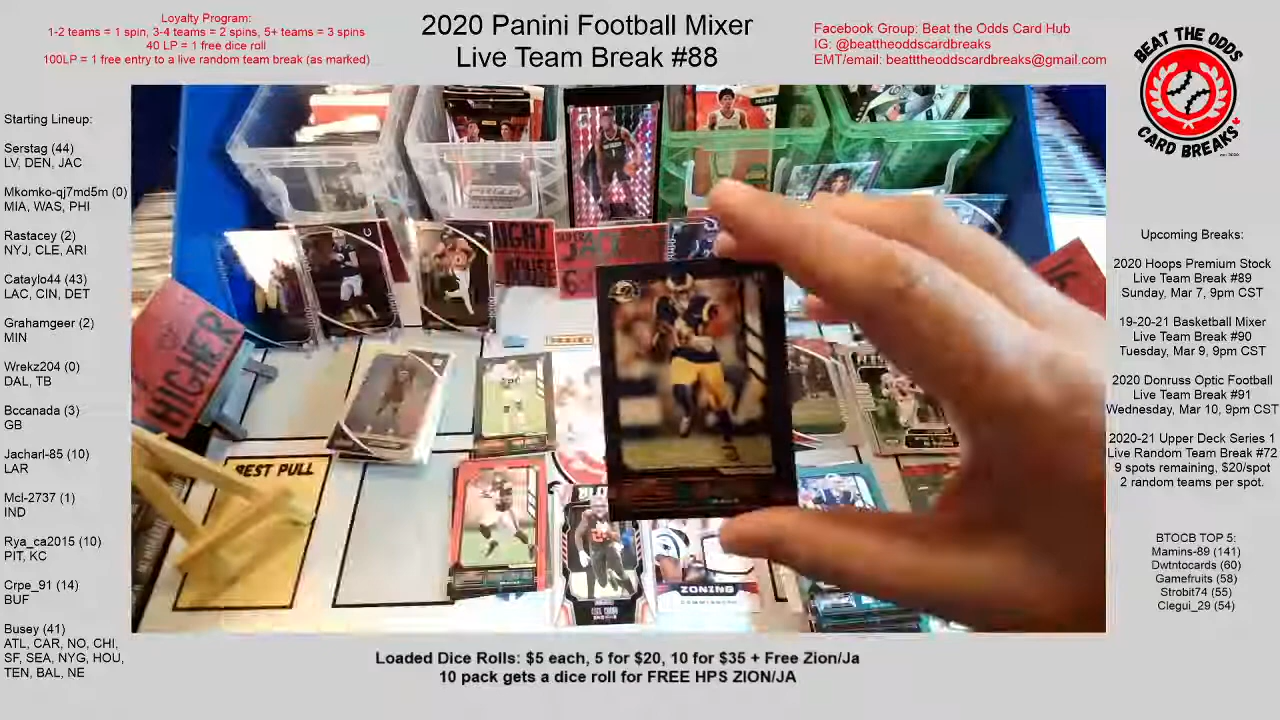 Loyalty Program:
1-2 teams = 1 spin, 3-4 teams = 2 spins, 5+ teams = 3 spins
40 LP = 1 free dice roll
100LP = 1 free entry to a live random team break (as marked)
2020 Panini Football Mixer
Live Team Break #88
Facebook Group: Beat the Odds Card Hub
IG: @beattheoddscardbreaks
EMT/email: beatttheoddscardbreaks@gmail.com
BEAT THE ODDS
CARD BREAKS
Starting Lineup:
Serstag (44)
LV, DEN, JAC
Mkomko-qj7md5m (0)
MIA, WAS, PHI
Rastacey (2)
NYJ, CLE, ARI
Cataylo44 (43)
LAC, CIN, DET
Grahamgeer (2)
MIN
Wrekz204 (0)
DAL, TB
Bccanada (3)
GB
Jacharl-85 (10)
LAR
Mcl-2737 (1)
IND
Rya_ca2015 (10)
PIT, KC
Cme_91 (14)
BUF
Busey (41)
ATL, CAR, NO, CHI,
SF, SEA, NYG, HOU,
TEN, BAL, NE
HIGHER
BEST PULL
PRIZM
ZONING
Upcoming Breaks:
2020 Hoops Premium Stock
Live Team Break #89
Sunday, Mar 7, 9pm CST
19-20-21 Basketball Mixer
Live Team Break #90
Tuesday, Mar 9, 9pm CST
2020 Donruss Optic Football
Live Team Break #91
Wednesday, Mar 10, 9pm CST
2020-21 Upper Deck Series 1
Live Random Team Break #72
9 spots remaining, $20/spot
2 random teams per spot.
BTOCB TOP 5:
Mamins-89 (141)
Dwtntocards (60)
Gamefruits (58)
Strobit74 (55)
Clegui_29 (54)
Loaded Dice Rolls: $5 each, 5 for $20, 10 for $35 + Free Zion/Ja
10 pack gets a dice roll for FREE HPS ZION/JA